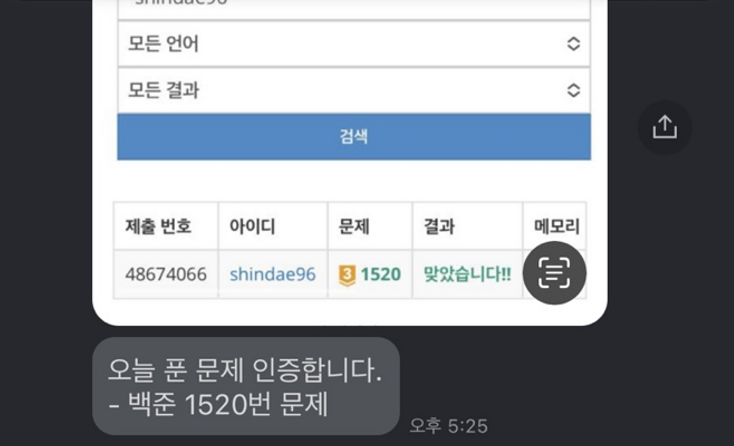 모든 언어
모든 결과
검색
제출 번호 아이디 문제 결과 메모리
48674066 shindae96 3 1520 맞았습니다!!
오늘 푼 문제 인증합니다.
- 백준 1520번 문제
오후 5:25